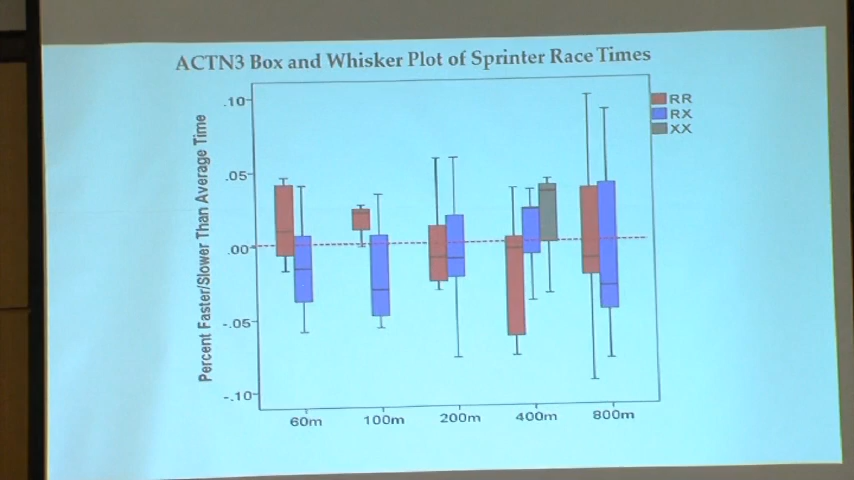 ACTN3 Box and Whisker Plot of Sprinter Race Times
Percent Faster/Slower Than Average Time
.10
.05
.00
-.05
-.10
60m
100m
200m
400m
800m
RR
RX
XX